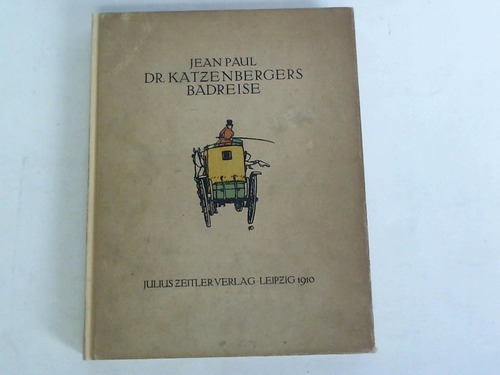 JEAN PAUL
DR. KATZENBERGERS
BADREISE
JULIUS ZEITLER VERLAG · LEIPZIG 1910